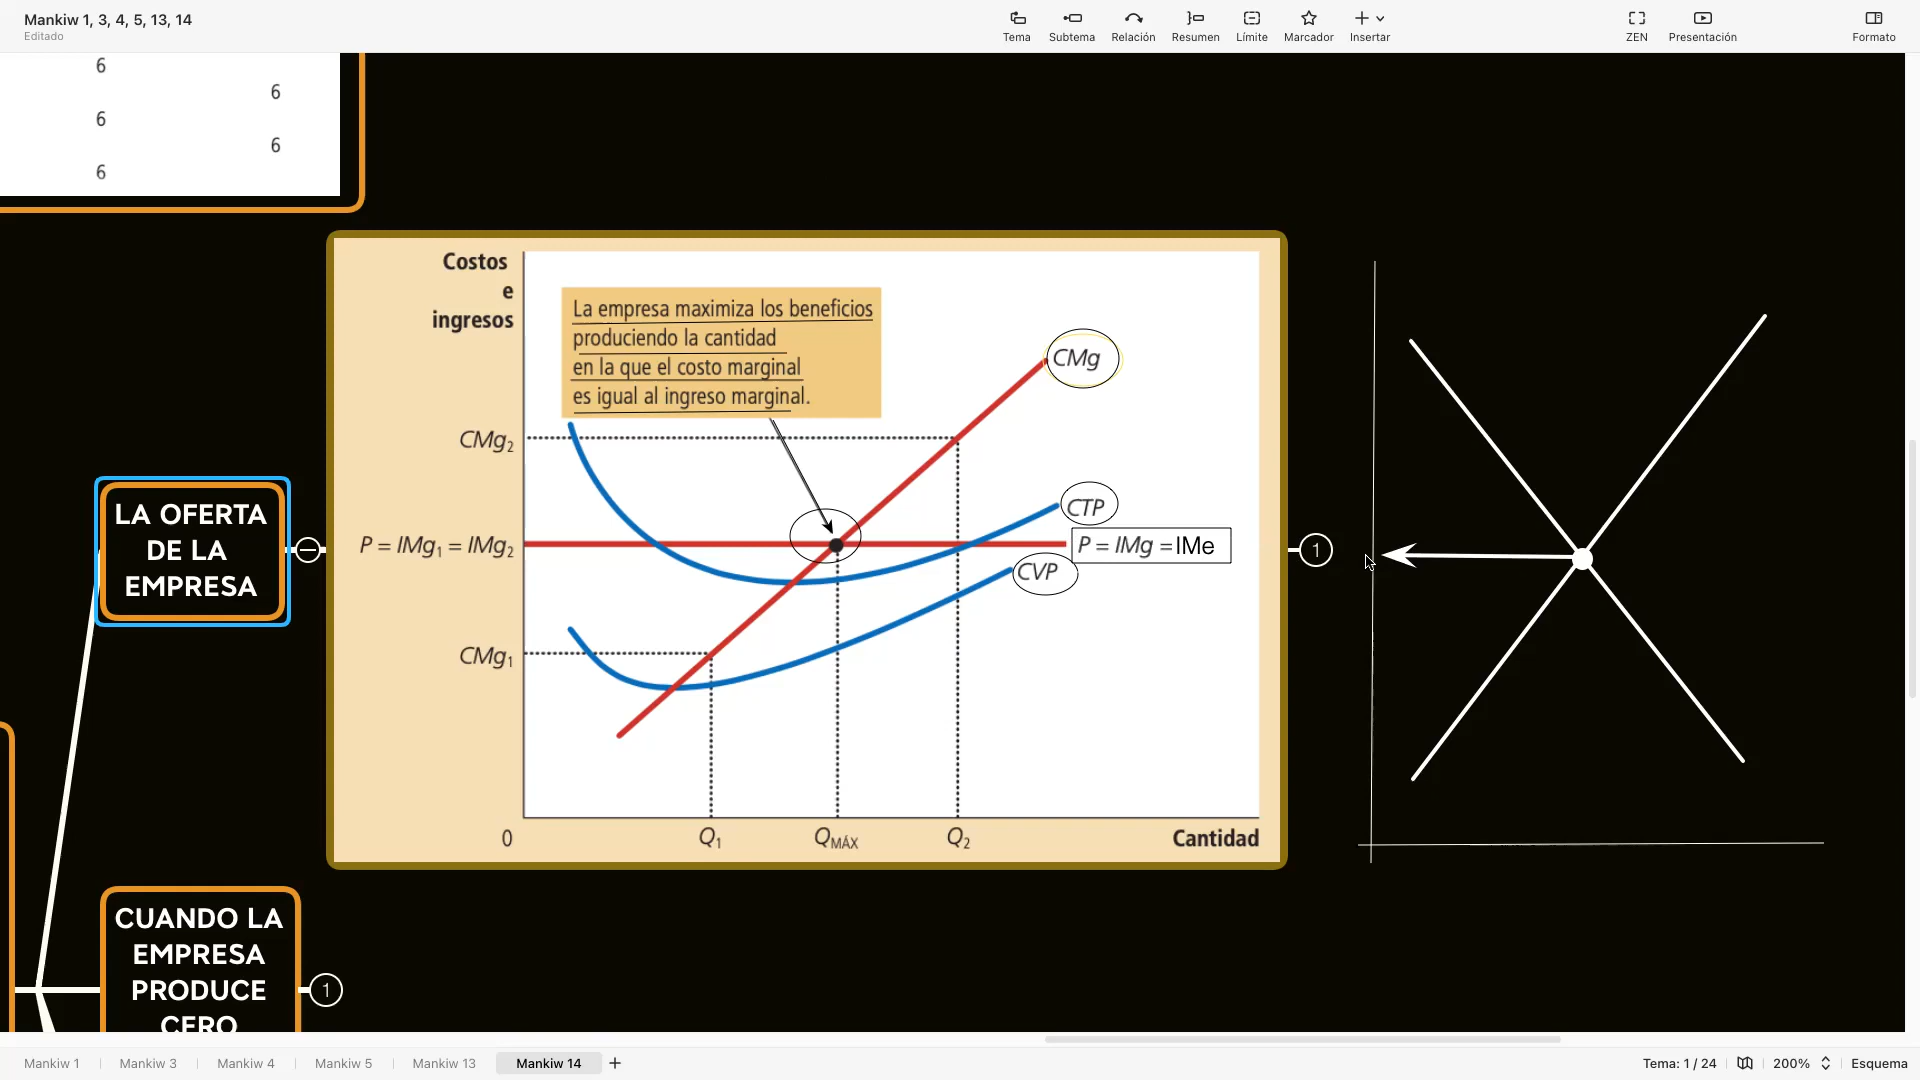 Mankiw 1, 3, 4, 5, 13, 14
Editado
Tema
Subtema
Relación
Resumen
Límite
Marcador
Insertar
ZEN
Presentación
Formato
6
6
6
6
6
Costos
e
ingresos
La empresa maximiza los beneficios
produciendo la cantidad
en la que el costo marginal
es igual al ingreso marginal.
CMg
CMg₂
CTP
P = IMg₁ = IMg₂
P = IMg = IMe
CVP
CMg₁
0
Q₁
QMÁX
Q₂
Cantidad
1
LA OFERTA
DE LA
EMPRESA
CUANDO LA
EMPRESA
PRODUCE
CERO
1
Mankiw 1
Mankiw 3
Mankiw 4
Mankiw 5
Mankiw 13
Mankiw 14
Tema: 1 / 24
200%
Esquema